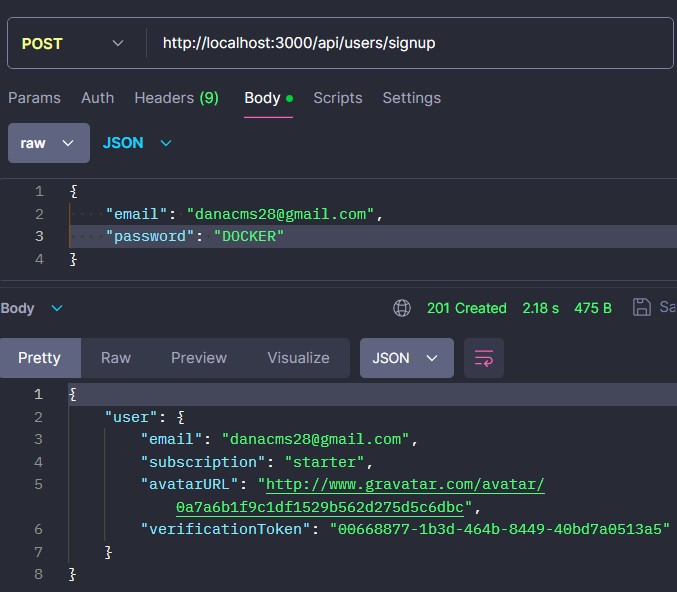 POST http://localhost:3000/api/users/signup
Params Auth Headers (9) Body Scripts Settings
raw JSON
1 {
2 "email": "danacms28@gmail.com",
3 "password": "DOCKER"
4 }
Body 201 Created 2.18 s 475 B
Pretty Raw Preview Visualize JSON
1 {
2 "user": {
3 "email": "danacms28@gmail.com",
4 "subscription": "starter",
5 "avatarURL": "http://www.gravatar.com/avatar/
0a7a6b1f9c1df1529b562d275d5c6dbc",
6 "verificationToken": "00668877-1b3d-464b-8449-40bd7a0513a5"
7 }
8 }